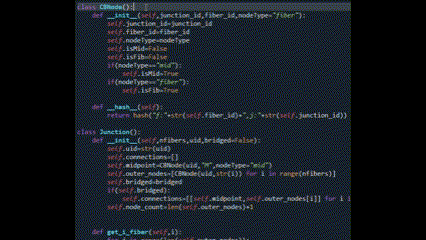 class CBNode():
def __init__(self,junction_id,fiber_id,nodeType="fiber"):
self.junction_id=junction_id
self.fiber_id=fiber_id
self.nodeType=nodeType
self.isMid=False
self.isFib=False
if(nodeType=="mid"):
self.isMid=True
if(nodeType=="fiber"):
self.isFib=True
def __hash__(self):
return hash("f:"+str(self.fiber_id)+",j:"+str(self.junction_id))
class Junction():
def __init__(self,nfibers,uid,bridged=False):
self.uid=str(uid)
self.connections=[]
self.midpoint=CBNode(uid,"M",nodeType="mid")
self.outer_nodes=[CBNode(uid,str(i)) for i in range(nfibers)]
self.bridged=bridged
if(self.bridged):
self.connections=[[self.midpoint,self.outer_nodes[i]] for i
self.node_count=len(self.outer_nodes)+1
def get_i_fiber(self,i):